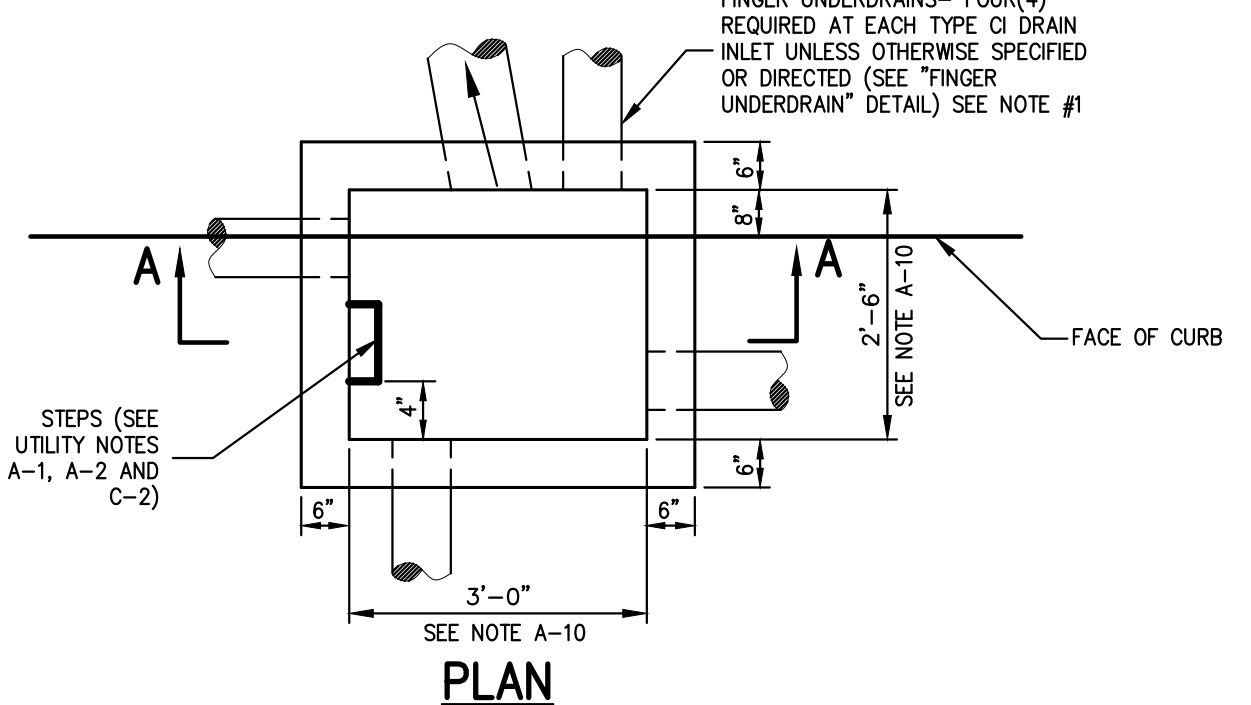 FINGER UNDERDRAINS- FOUR(4)
REQUIRED AT EACH TYPE CI DRAIN
INLET UNLESS OTHERWISE SPECIFIED
OR DIRECTED (SEE "FINGER
UNDERDRAIN" DETAIL) SEE NOTE #1
6"
8"
A
A
2'-6"
SEE NOTE A-10
FACE OF CURB
4"
STEPS (SEE
UTILITY NOTES
A-1, A-2 AND
C-2)
6"
6"
6"
3'-0"
SEE NOTE A-10
PLAN